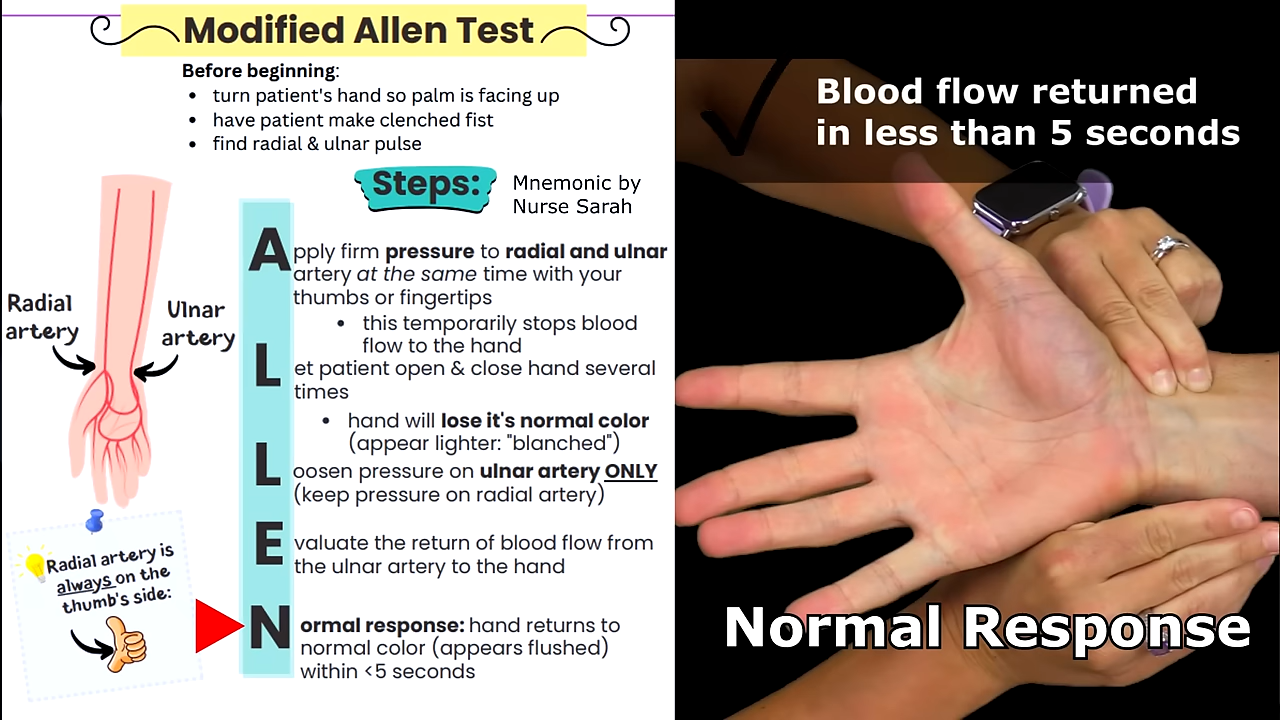 Modified Allen Test
Before beginning:
• turn patient's hand so palm is facing up
• have patient make clenched fist
• find radial & ulnar pulse
Steps:
Mnemonic by
Nurse Sarah
Apply firm pressure to radial and ulnar
artery at the same time with your
thumbs or fingertips
• this temporarily stops blood
flow to the hand
Let patient open & close hand several
times
• hand will lose it's normal color
(appear lighter: "blanched")
Loosen pressure on ulnar artery ONLY
(keep pressure on radial artery)
Evaluate the return of blood flow from
the ulnar artery to the hand
Normal response: hand returns to
normal color (appears flushed)
within <5 seconds
Radial
artery
Ulnar
artery
Radial artery is
always on the
thumb's side:
Blood flow returned
in less than 5 seconds
Normal Response